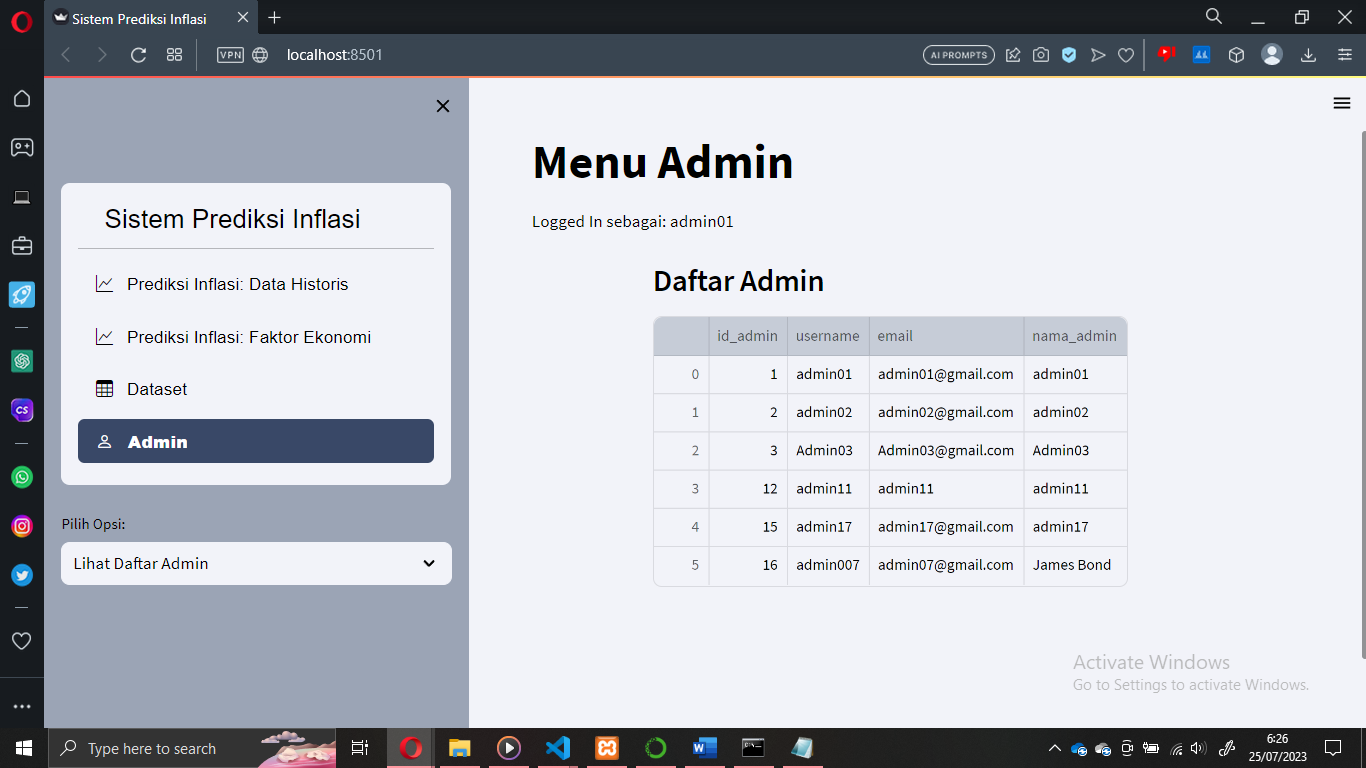 Sistem Prediksi Inflasi
VPN
localhost:8501
AI PROMPTS
Sistem Prediksi Inflasi
Prediksi Inflasi: Data Historis
Prediksi Inflasi: Faktor Ekonomi
Dataset
Admin
Pilih Opsi:
Lihat Daftar Admin
Menu Admin
Logged In sebagai: admin01
Daftar Admin
id_admin username email nama_admin
0 1 admin01 admin01@gmail.com admin01
1 2 admin02 admin02@gmail.com admin02
2 3 Admin03 Admin03@gmail.com Admin03
3 12 admin11 admin11 admin11
4 15 admin17 admin17@gmail.com admin17
5 16 admin007 admin07@gmail.com James Bond
Activate Windows
Go to Settings to activate Windows.
CS
Type here to search
6:26
25/07/2023